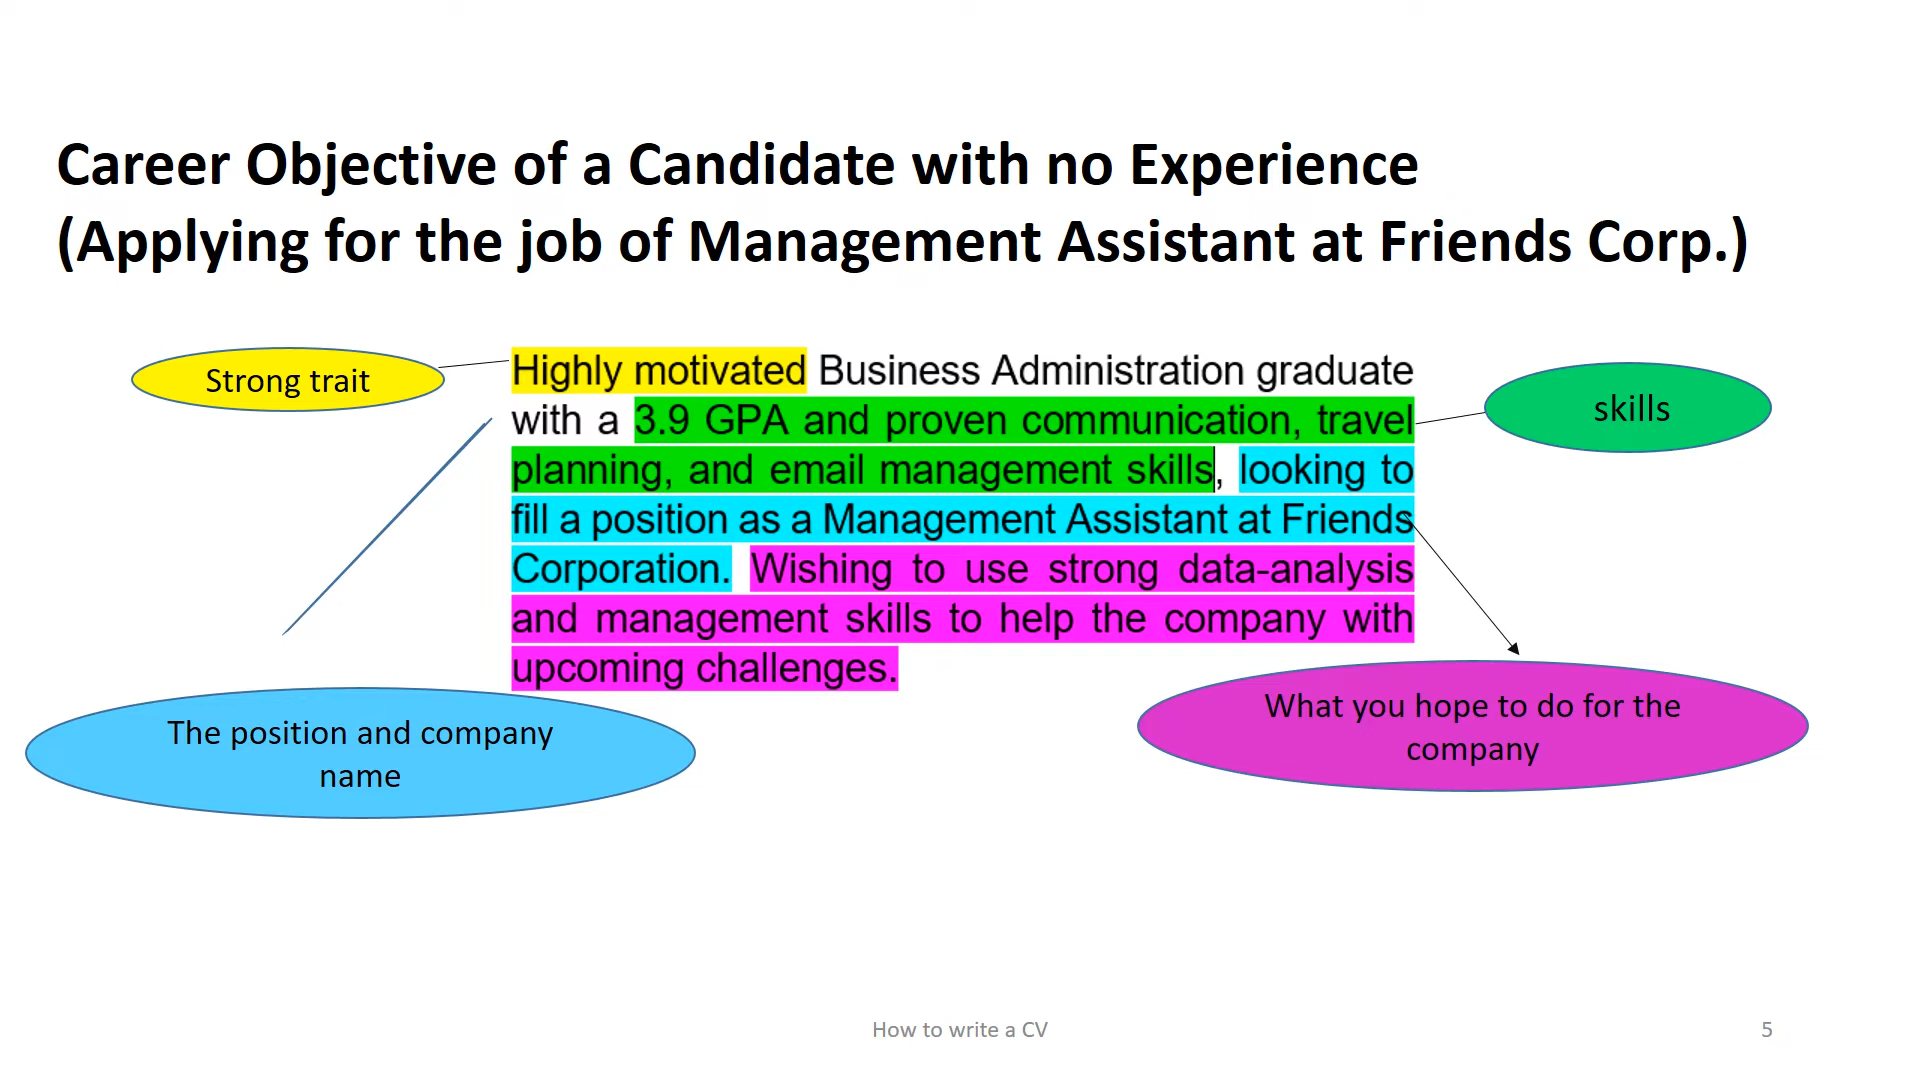 Career Objective of a Candidate with no Experience
(Applying for the job of Management Assistant at Friends Corp.)
Strong trait
Highly motivated Business Administration graduate
with a 3.9 GPA and proven communication, travel
planning, and email management skills, looking to
fill a position as a Management Assistant at Friends
Corporation. Wishing to use strong data-analysis
and management skills to help the company with
upcoming challenges.
skills
The position and company
name
What you hope to do for the
company
How to write a CV
5